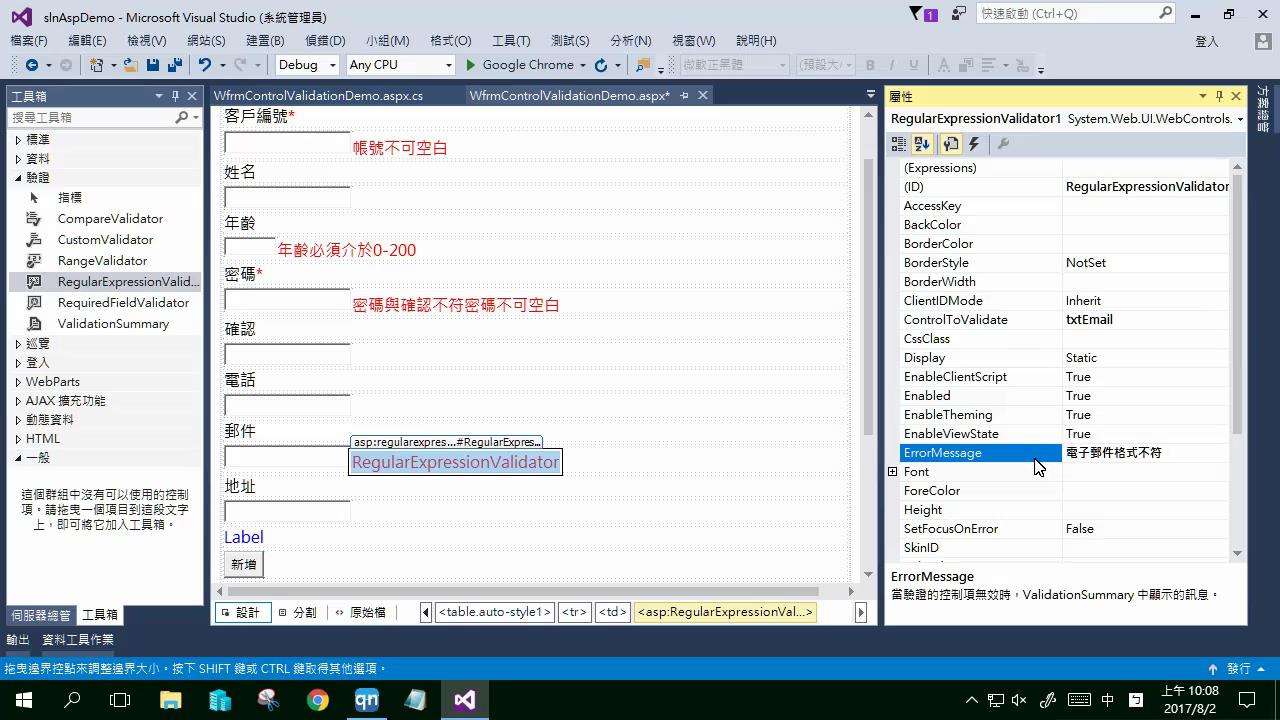 slnAspDemo - Microsoft Visual Studio (系統管理員)
快速啟動 (Ctrl+Q)
檔案(F) 編輯(E) 檢視(V) 網站(S) 建置(B) 偵錯(D) 小組(M) 格式(O) 工具(T) 測試(S) 分析(N) 視窗(W) 說明(H) 登入
Debug Any CPU Google Chrome 微軟正黑體 (預設大 B I U
工具箱
搜尋工具箱
標準
資料
驗證
指標
CompareValidator
CustomValidator
RangeValidator
RegularExpressionValid...
RequiredFieldValidator
ValidationSummary
巡覽
登入
WebParts
AJAX 擴充功能
動態資料
HTML
一般
這個群組中沒有可以使用的控制
項。請拖曳一個項目到這段文字
上，即可將它加入工具箱。
伺服器總管 工具箱
WfrmControlValidationDemo.aspx.cs WfrmControlValidationDemo.aspx*
客戶編號*
帳號不可空白
姓名
年齡
年齡必須介於0-200
密碼*
密碼與確認不符密碼不可空白
確認
電話
郵件
asp:regularexpres...#RegularExpres...
RegularExpressionValidator
地址
Label
新增
設計 分割 原始檔 <table.auto-style1> <tr> <td> <asp:RegularExpressionVal...>
屬性
RegularExpressionValidator1 System.Web.UI.WebControls.
(Expressions)
(ID) RegularExpressionValidator
AccessKey
BackColor
BorderColor
BorderStyle NotSet
BorderWidth
ClientIDMode Inherit
ControlToValidate txtEmail
CssClass
Display Static
EnableClientScript True
Enabled True
EnableTheming True
EnableViewState True
ErrorMessage 電子郵件格式不符
Font
ForeColor
Height
SetFocusOnError False
SkinID
ErrorMessage
當驗證的控制項無效時，ValidationSummary 中顯示的訊息。
方案總管
輸出 資料工具作業
拖曳邊界控點來調整邊界大小。按下 SHIFT 鍵或 CTRL 鍵取得其他選項。 發行
qn
中
上午 10:08
2017/8/2